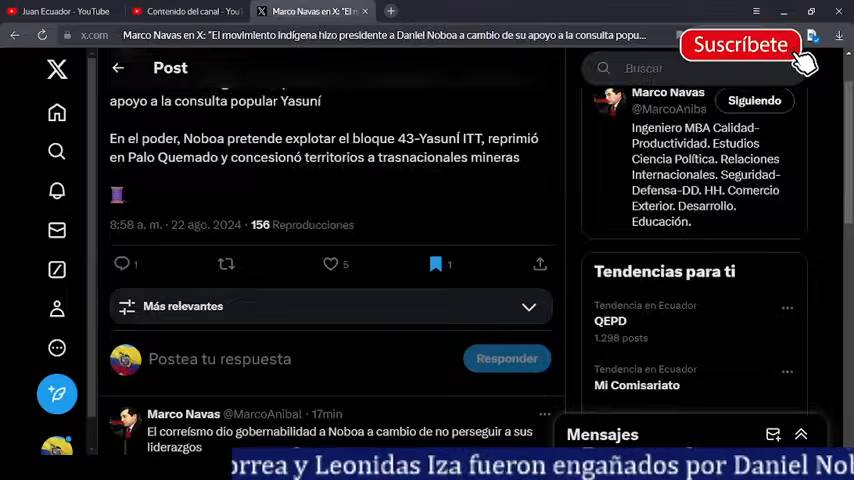 Juan Ecuador - YouTube
Contenido del canal - You
Marco Navas en X: "El m
x.com
Marco Navas en X: "El movimiento indígena hizo presidente a Daniel Noboa a cambio de su apoyo a la consulta popu...
Suscríbete
Post
Buscar
apoyo a la consulta popular Yasuní
En el poder, Noboa pretende explotar el bloque 43-YasunÍ ITT, reprimió
en Palo Quemado y concesionó territorios a trasnacionales mineras
8:58 a. m. · 22 ago. 2024 · 156 Reproducciones
1
5
1
Más relevantes
Postea tu respuesta
Responder
Marco Navas @MarcoAnibal · 17min
El correísmo dio gobernabilidad a Noboa a cambio de no perseguir a sus
liderazgos
Marco Navas
@MarcoAniba
Siguiendo
Ingeniero MBA Calidad-
Productividad. Estudios
Ciencia Política. Relaciones
Internacionales. Seguridad-
Defensa-DD. HH. Comercio
Exterior. Desarrollo.
Educación.
Tendencias para ti
Tendencia en Ecuador
QEPD
1.298 posts
Tendencia en Ecuador
Mi Comisariato
Mensajes
orrea y Leonidas Iza fueron engañados por Daniel Nob